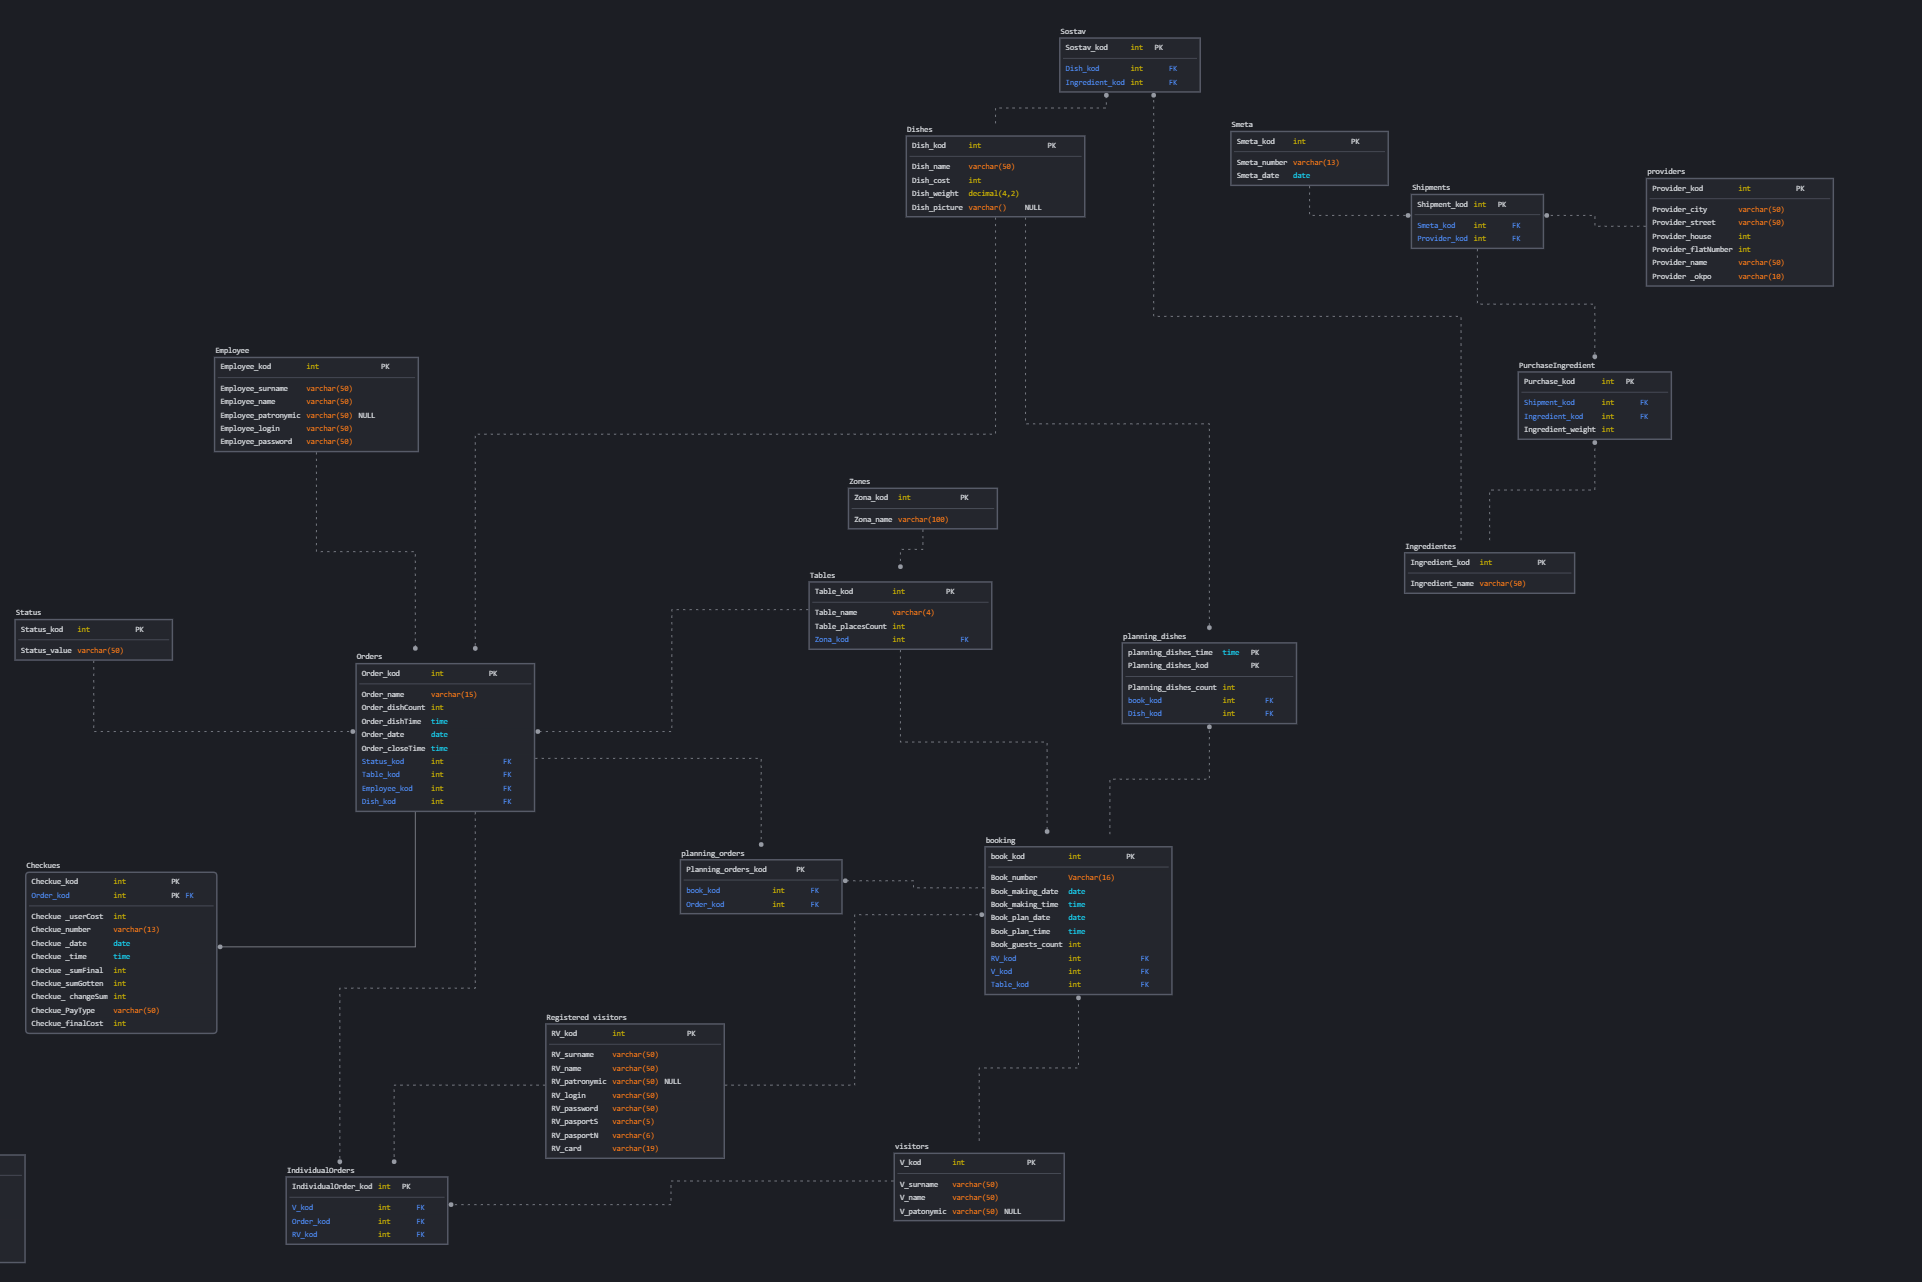 Sostav
Sostav_kod int PK
Dish_kod int FK
Ingredient_kod int FK
Dishes
Dish_kod int PK
Dish_name varchar(50)
Dish_cost int
Dish_weight decimal(4,2)
Dish_picture varchar() NULL
Smeta
Smeta_kod int PK
Smeta_number varchar(13)
Smeta_date date
Shipments
Shipment_kod int PK
Smeta_kod int FK
Provider_kod int FK
providers
Provider_kod int PK
Provider_city varchar(50)
Provider_street varchar(50)
Provider_house int
Provider_flatNumber int
Provider_name varchar(50)
Provider _okpo varchar(10)
Employee
Employee_kod int PK
Employee_surname varchar(50)
Employee_name varchar(50)
Employee_patronymic varchar(50) NULL
Employee_login varchar(50)
Employee_password varchar(50)
PurchaseIngredient
Purchase_kod int PK
Shipment_kod int FK
Ingredient_kod int FK
Ingredient_weight int
Zones
Zona_kod int PK
Zona_name varchar(100)
Ingredientes
Ingredient_kod int PK
Ingredient_name varchar(50)
Tables
Table_kod int PK
Table_name varchar(4)
Table_placesCount int
Zona_kod int FK
Status
Status_kod int PK
Status_value varchar(50)
planning_dishes
planning_dishes_time time PK
Planning_dishes_kod PK
Planning_dishes_count int
book_kod int FK
Dish_kod int FK
Orders
Order_kod int PK
Order_name varchar(15)
Order_dishCount int
Order_dishTime time
Order_date date
Order_closeTime time
Status_kod int FK
Table_kod int FK
Employee_kod int FK
Dish_kod int FK
planning_orders
Planning_orders_kod PK
book_kod int FK
Order_kod int FK
booking
book_kod int PK
Book_number Varchar(16)
Book_making_date date
Book_making_time time
Book_plan_date date
Book_plan_time time
Book_guests_count int
RV_kod int FK
V_kod int FK
Table_kod int FK
Checkues
Checkue_kod int PK
Order_kod int PK FK
Checkue _userCost int
Checkue_number varchar(13)
Checkue _date date
Checkue _time time
Checkue _sumFinal int
Checkue_sumGotten int
Checkue_ changeSum int
Checkue_PayType varchar(50)
Checkue_finalCost int
Registered visitors
RV_kod int PK
RV_surname varchar(50)
RV_name varchar(50)
RV_patronymic varchar(50) NULL
RV_login varchar(50)
RV_password varchar(50)
RV_pasportS varchar(5)
RV_pasportN varchar(6)
RV_card varchar(19)
visitors
V_kod int PK
V_surname varchar(50)
V_name varchar(50)
V_patonymic varchar(50) NULL
IndividualOrders
IndividualOrder_kod int PK
V_kod int FK
Order_kod int FK
RV_kod int FK